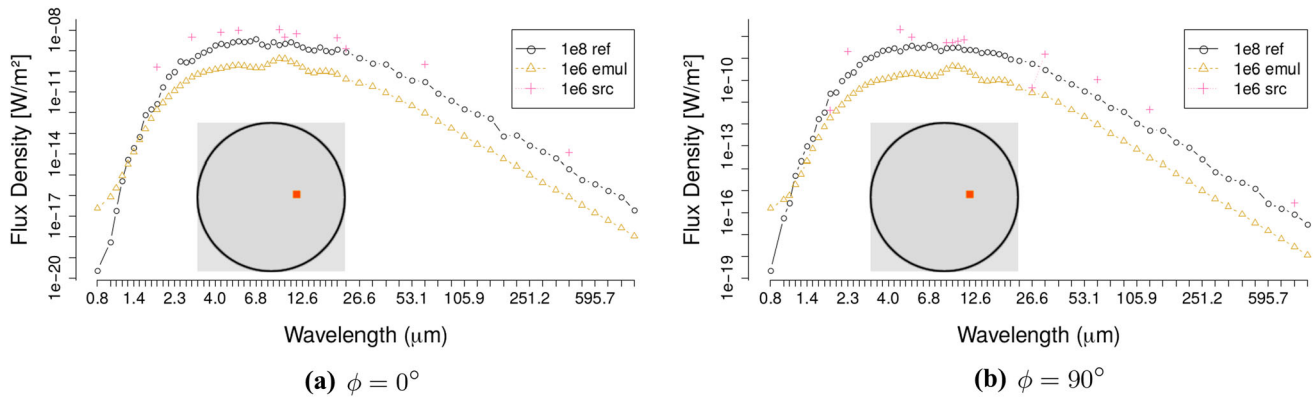 Flux Density [W/m²]
1e-08
1e-11
1e-14
1e-17
1e-20
1e8 ref
1e6 emul
1e6 src
0.8 1.4 2.3 4.0 6.8 12.6 26.6 53.1 105.9 251.2 595.7
Wavelength (μm)
(a) ϕ = 0°
Flux Density [W/m²]
1e-10
1e-13
1e-16
1e-19
1e8 ref
1e6 emul
1e6 src
0.8 1.4 2.3 4.0 6.8 12.6 26.6 53.1 105.9 251.2 595.7
Wavelength (μm)
(b) ϕ = 90°